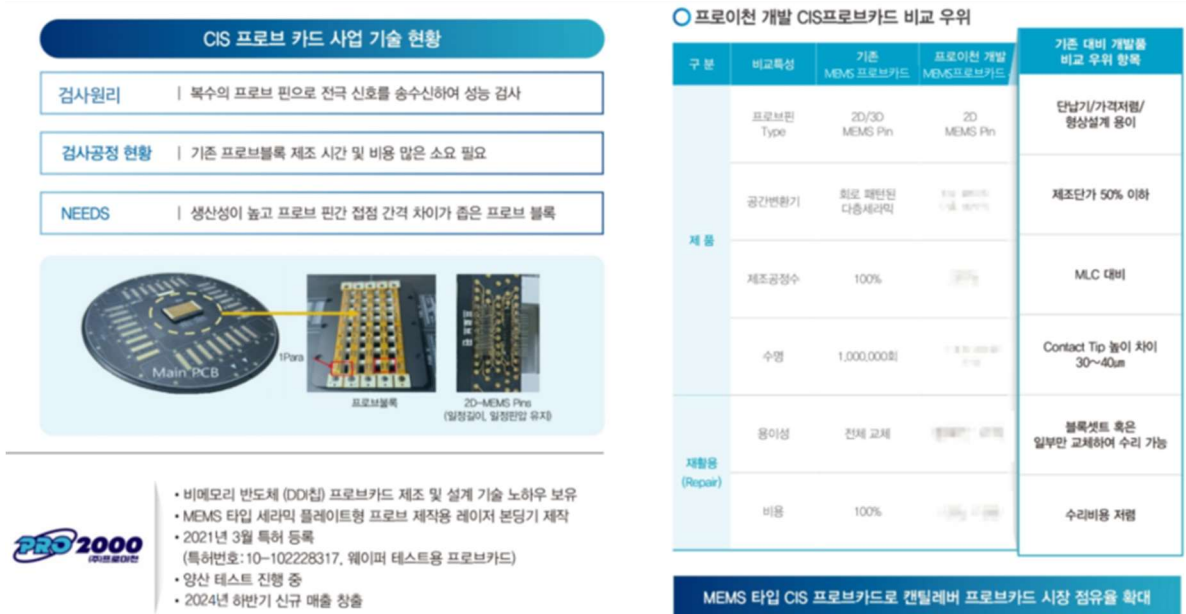 CIS 프로브 카드 사업 기술 현황
검사원리 | 복수의 프로브 핀으로 전극 신호를 송수신하여 성능 검사
검사공정 현황 | 기존 프로브블록 제조 시간 및 비용 많은 소요 필요
NEEDS | 생산성이 높고 프로브 핀간 접점 간격 차이가 좁은 프로브 블록
Main PCB
1Para
프로브블록
프로브 핀
2D-MEMS Pins
(일정길이, 일정핀압 유지)
PRO2000
(주)프로이천
• 비메모리 반도체 (DDI칩) 프로브카드 제조 및 설계 기술 노하우 보유
• MEMS 타입 세라믹 플레이트형 프로브 제작용 레이저 본딩기 제작
• 2021년 3월 특허 등록
(특허번호: 10-102228317, 웨이퍼 테스트용 프로브카드)
• 양산 테스트 진행 중
• 2024년 하반기 신규 매출 창출
프로이천 개발 CIS프로브카드 비교 우위
구 분
비교특성
기존
MEMS 프로브카드
프로이천 개발
MEMS프로브카드
기존 대비 개발품
비교 우위 항목
제 품
프로브핀
Type
2D/3D
MEMS Pin
2D
MEMS Pin
단납기/가격저렴/
형상설계 용이
공간변환기
회로 패턴된
다층세라믹
제조단가 50% 이하
제조공정수
100%
MLC 대비
수명
1,000,000회
Contact Tip 높이 차이
30~40㎛
재활용
(Repair)
용이성
전체 교체
블록셋트 혹은
일부만 교체하여 수리 가능
비용
100%
수리비용 저렴
MEMS 타입 CIS 프로브카드로 캔틸레버 프로브카드 시장 점유율 확대